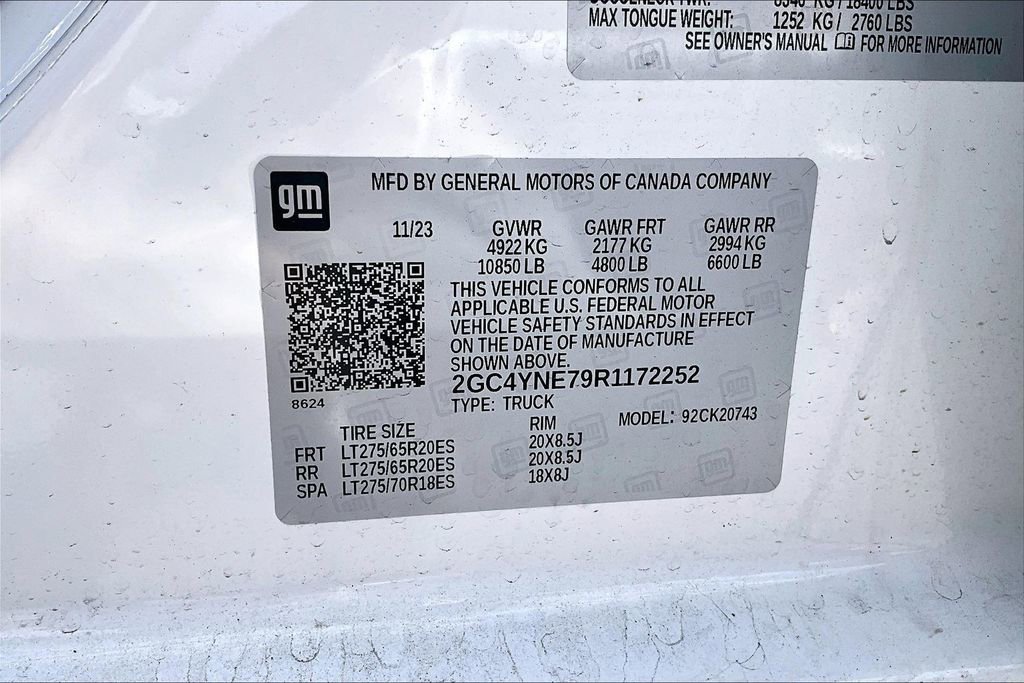 8346 KG / 18400 LBS
MAX TONGUE WEIGHT: 1252 KG / 2760 LBS
SEE OWNER'S MANUAL FOR MORE INFORMATION
gm
MFD BY GENERAL MOTORS OF CANADA COMPANY
11/23 GVWR GAWR FRT GAWR RR
4922 KG 2177 KG 2994 KG
10850 LB 4800 LB 6600 LB
THIS VEHICLE CONFORMS TO ALL
APPLICABLE U.S. FEDERAL MOTOR
VEHICLE SAFETY STANDARDS IN EFFECT
ON THE DATE OF MANUFACTURE
SHOWN ABOVE.
2GC4YNE79R1172252
8624
TYPE: TRUCK
MODEL: 92CK20743
TIRE SIZE RIM
FRT LT275/65R20ES 20X8.5J
RR LT275/65R20ES 20X8.5J
SPA LT275/70R18ES 18X8J